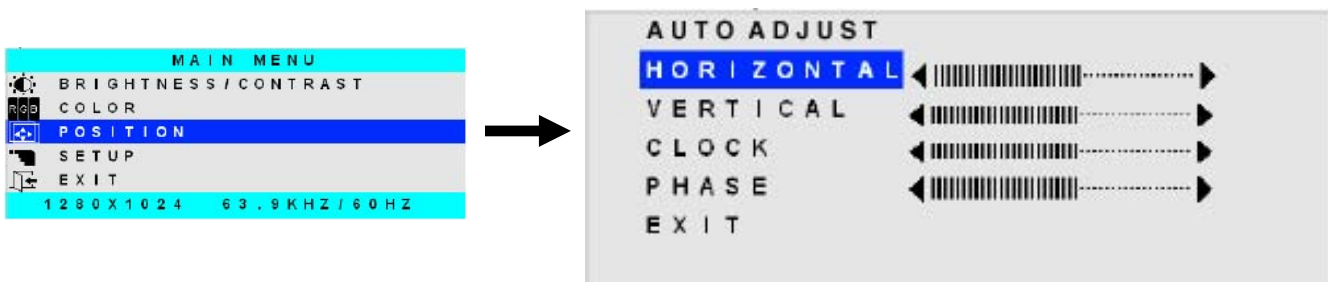 MAIN MENU
BRIGHTNESS/CONTRAST
RGB COLOR
POSITION
SETUP
EXIT
1280X1024 63.9KHZ/60HZ
AUTO ADJUST
HORIZONTAL
VERTICAL
CLOCK
PHASE
EXIT